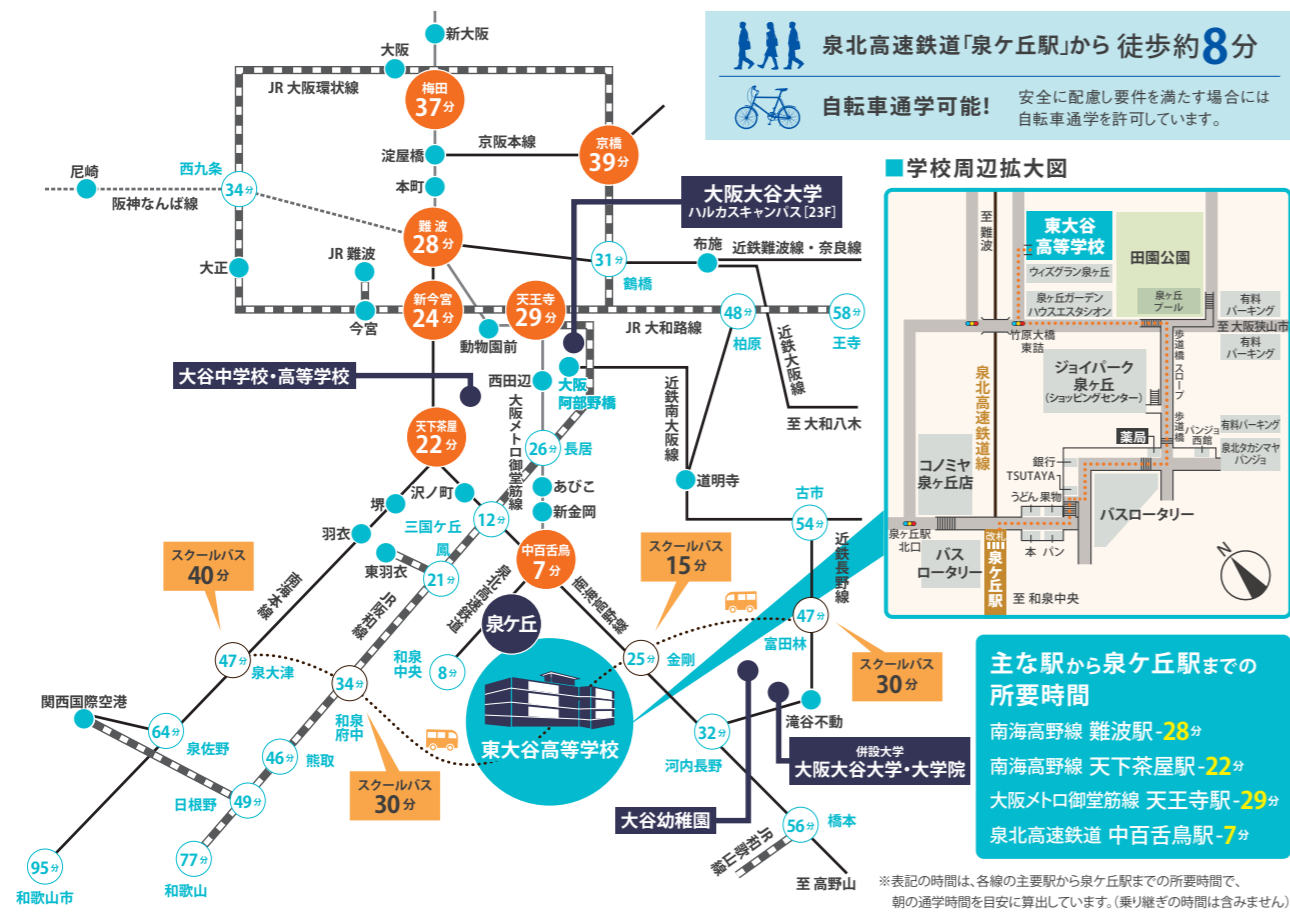 泉北高速鉄道「泉ケ丘駅」から 徒歩約8分
自転車通学可能!
安全に配慮し要件を満たす場合には
自転車通学を許可しています。
新大阪
大阪
JR 大阪環状線
梅田
37分
京橋
39分
京阪本線
淀屋橋
本町
西九条
34分
尼崎
阪神なんば線
難波
28分
大阪大谷大学
ハルカスキャンパス[23F]
31分
鶴橋
布施
近鉄難波線・奈良線
大正
JR 難波
今宮
新今宮
24分
天王寺
29分
動物園前
JR 大和路線
48分
柏原
58分
王寺
近鉄大阪線
至 大和八木
大谷中学校・高等学校
西田辺
大阪
阿部野橋
大阪メトロ御堂筋線
近鉄南大阪線
天下茶屋
22分
26分
長居
あびこ
新金岡
道明寺
古市
54分
近鉄長野線
堺
沢ノ町
羽衣
三国ケ丘
12分
鳳
21分
東羽衣
中百舌鳥
7分
スクールバス
40分
スクールバス
15分
南海本線
JR 阪和線
泉北高速鉄道
南海高野線
泉ケ丘
和泉
中央
8分
47分
泉大津
34分
和泉
府中
25分
金剛
47分
富田林
スクールバス
30分
東大谷高等学校
関西国際空港
64分
泉佐野
46分
熊取
日根野
49分
77分
和歌山
95分
和歌山市
スクールバス
30分
滝谷不動
32分
河内長野
併設大学
大阪大谷大学・大学院
大谷幼稚園
56分
橋本
JR 和歌山線
至 高野山
■学校周辺拡大図
至 難波
東大谷
高等学校
田園公園
ウィズグラン泉ヶ丘
泉ヶ丘ガーデン
ハウスエスタシオン
泉ヶ丘
プール
有料
パーキング
至 大阪狭山市
有料
パーキング
竹原大橋
東詰
歩道橋スロープ
ジョイパーク
泉ヶ丘
(ショッピングセンター)
泉北高速鉄道線
歩道橋
パンジョ
西館
有料パーキング
薬局
泉北タカシマヤ
パンジョ
コノミヤ
泉ヶ丘店
銀行
TSUTAYA
うどん 果物
バスロータリー
泉ヶ丘駅
北口
バス
ロータリー
改札
泉ケ丘駅
本 パン
至 和泉中央
N
主な駅から泉ケ丘駅までの
所要時間
南海高野線 難波駅-28分
南海高野線 天下茶屋駅-22分
大阪メトロ御堂筋線 天王寺駅-29分
泉北高速鉄道 中百舌鳥駅-7分
※表記の時間は、各線の主要駅から泉ケ丘駅までの所要時間で、
朝の通学時間を目安に算出しています。(乗り継ぎの時間は含みません)